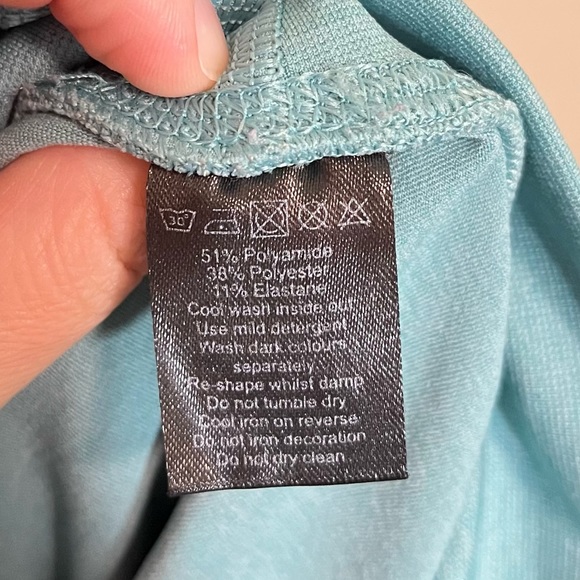 30°
51% Polyamide
38% Polyester
11% Elastane
Cool wash inside out
Use mild detergent
Wash dark colours
separately
Re-shape whilst damp
Do not tumble dry
Cool iron on reverse
Do not iron decoration
Do not dry clean